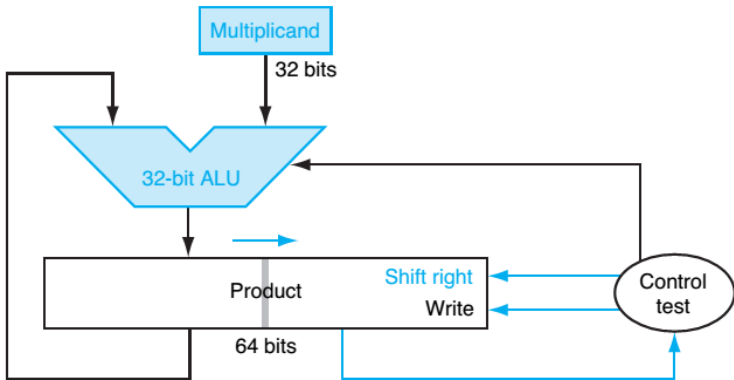 Multiplicand
32 bits
32-bit ALU
Product
Shift right
Write
64 bits
Control
test